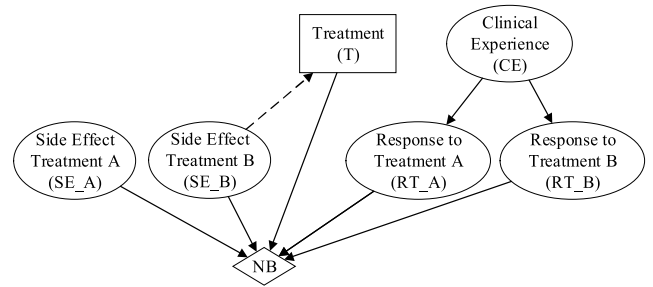 Treatment
(T)
Clinical
Experience
(CE)
Side Effect
Treatment A
(SE_A)
Side Effect
Treatment B
(SE_B)
Response to
Treatment A
(RT_A)
Response to
Treatment B
(RT_B)
NB